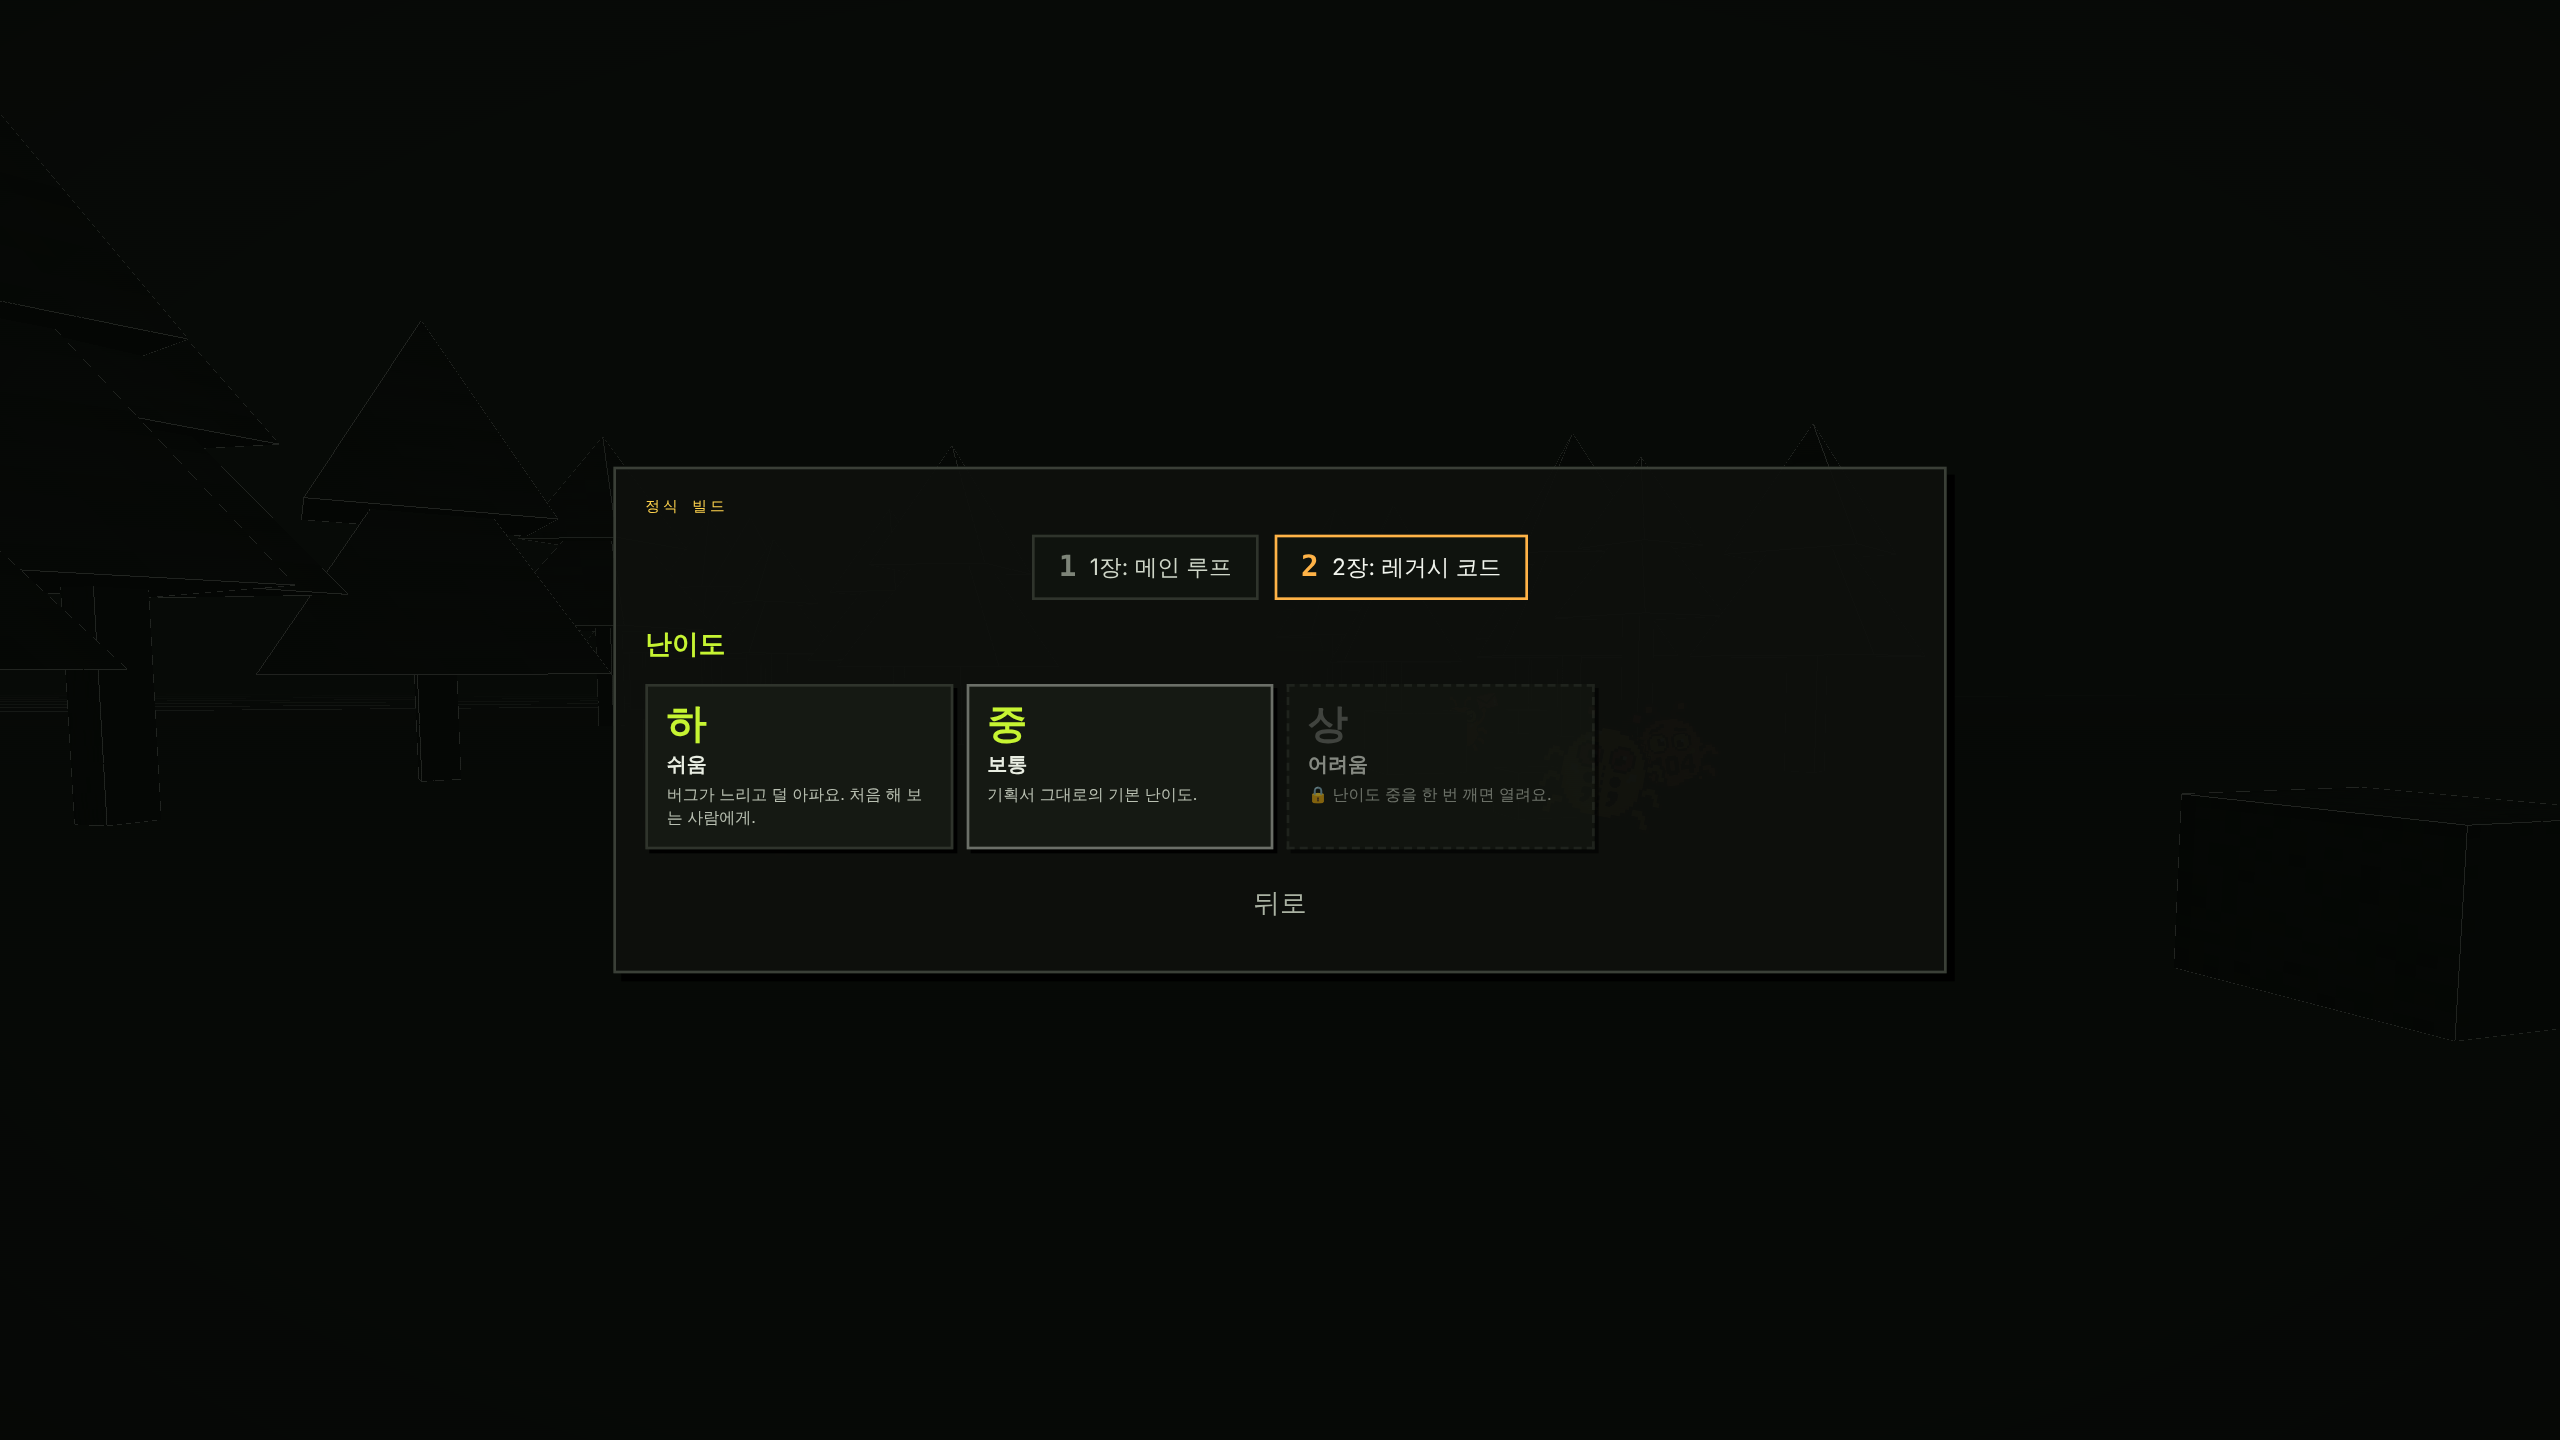 정식 빌드
1 1장: 메인 루프
2 2장: 레거시 코드
난이도
하
쉬움
버그가 느리고 덜 아파요. 처음 해 보
는 사람에게.
중
보통
기획서 그대로의 기본 난이도.
상
어려움
🔒 난이도 중을 한 번 깨면 열려요.
뒤로